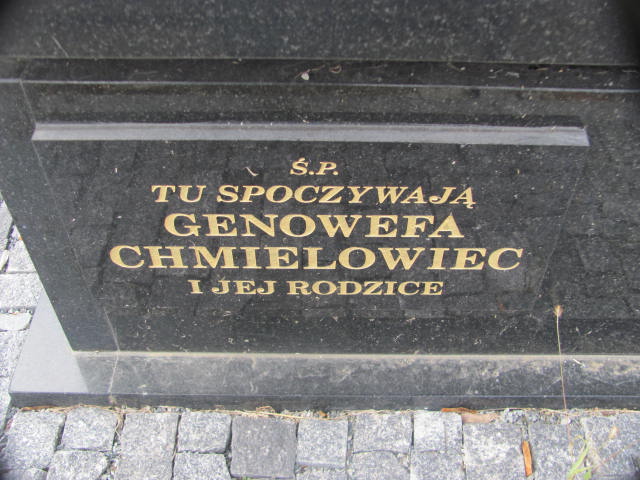 Ś.P.
TU SPOCZYWAJĄ
GENOWEFA
CHMIELOWIEC
I JEJ RODZICE